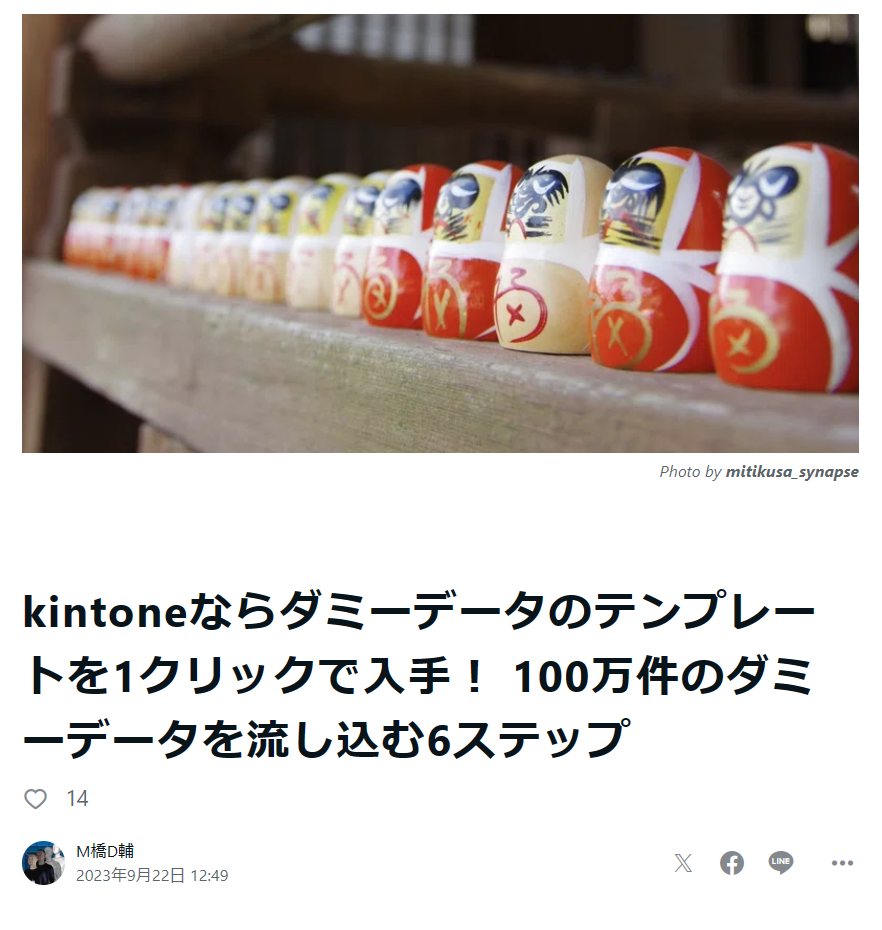 Photo by mitikusa_synapse
kintoneならダミーデータのテンプレー
トを1クリックで入手！ 100万件のダミ
ーデータを流し込む6ステップ
14
M橋D輔
2023年9月22日 12:49
LINE